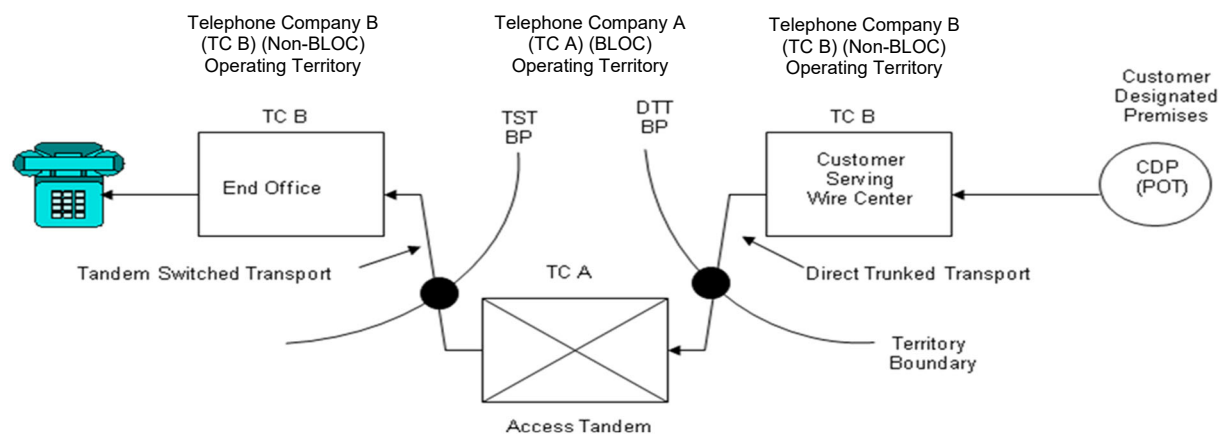 Telephone Company B
(TC B) (Non-BLOC)
Operating Territory
Telephone Company A
(TC A) (BLOC)
Operating Territory
Telephone Company B
(TC B) (Non-BLOC)
Operating Territory
Customer
Designated
Premises
TC B
TST
BP
DTT
BP
TC B
End Office
Customer
Serving
Wire Center
CDP
(POT)
Tandem Switched Transport
TC A
Direct Trunked Transport
Territory
Boundary
Access Tandem